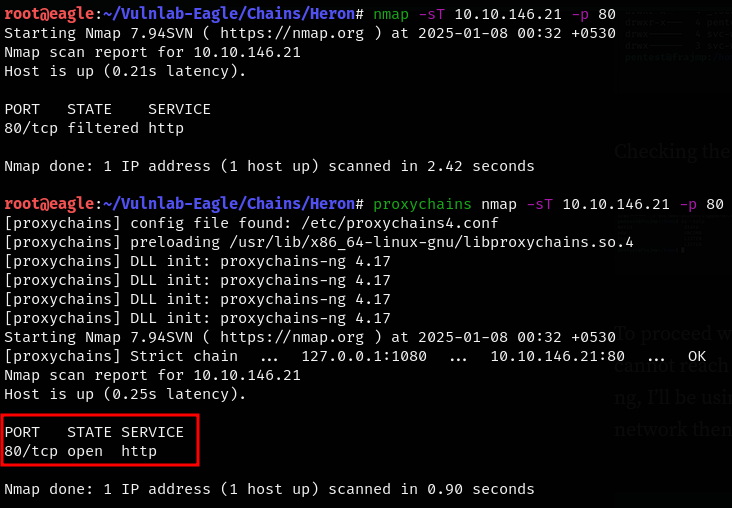 root@eagle:~/Vulnlab-Eagle/Chains/Heron# nmap -sT 10.10.146.21 -p 80
Starting Nmap 7.94SVN ( https://nmap.org ) at 2025-01-08 00:32 +0530
Nmap scan report for 10.10.146.21
Host is up (0.21s latency).
PORT   STATE    SERVICE
80/tcp filtered http
Nmap done: 1 IP address (1 host up) scanned in 2.42 seconds
root@eagle:~/Vulnlab-Eagle/Chains/Heron# proxychains nmap -sT 10.10.146.21 -p 80
[proxychains] config file found: /etc/proxychains4.conf
[proxychains] preloading /usr/lib/x86_64-linux-gnu/libproxychains.so.4
[proxychains] DLL init: proxychains-ng 4.17
[proxychains] DLL init: proxychains-ng 4.17
[proxychains] DLL init: proxychains-ng 4.17
[proxychains] DLL init: proxychains-ng 4.17
Starting Nmap 7.94SVN ( https://nmap.org ) at 2025-01-08 00:32 +0530
[proxychains] Strict chain  ...  127.0.0.1:1080  ...  10.10.146.21:80  ...  OK
Nmap scan report for 10.10.146.21
Host is up (0.25s latency).
PORT   STATE SERVICE
80/tcp open  http
Nmap done: 1 IP address (1 host up) scanned in 0.90 seconds
Checking the
To proceed w
cannot reach
ng, I'll be usi
network then